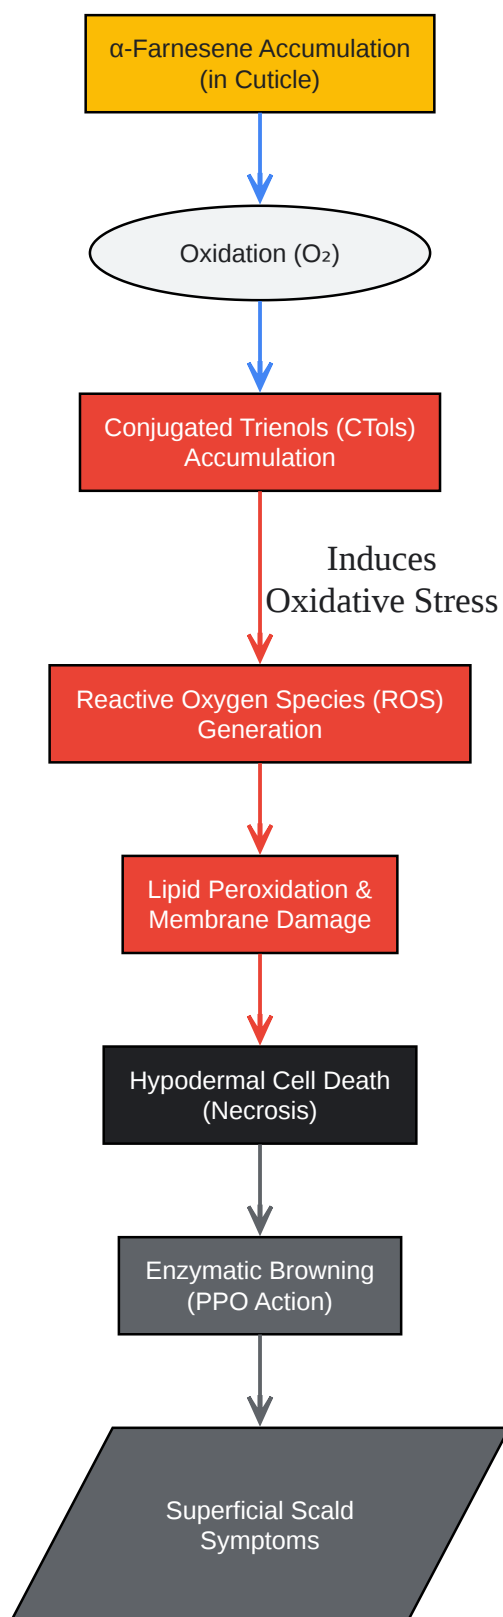 α-Farnesene Accumulation
(in Cuticle)
Oxidation (O₂)
Conjugated Trienols (CTols)
Accumulation
Induces
Oxidative Stress
Reactive Oxygen Species (ROS)
Generation
Lipid Peroxidation &
Membrane Damage
Hypodermal Cell Death
(Necrosis)
Enzymatic Browning
(PPO Action)
Superficial Scald
Symptoms